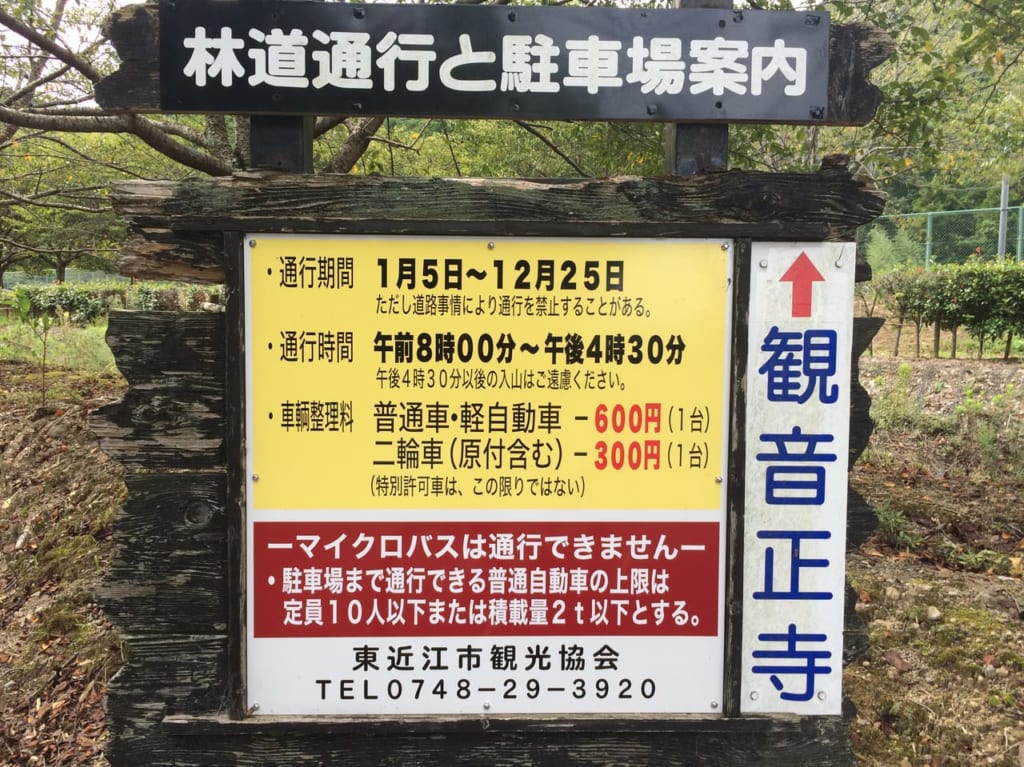 林道通行と駐車場案内
・通行期間 1月5日〜12月25日
ただし道路事情により通行を禁止することがある。
・通行時間 午前8時00分〜午後4時30分
午後4時30分以後の入山はご遠慮ください。
・車輌整理料 普通車・軽自動車 −600円(1台)
二輪車(原付含む)−300円(1台)
(特別許可車は、この限りではない)
ーマイクロバスは通行できませんー
・駐車場まで通行できる普通自動車の上限は
定員10人以下または積載量2t以下とする。
東近江市観光協会
TEL0748−29−3920
↑観音正寺